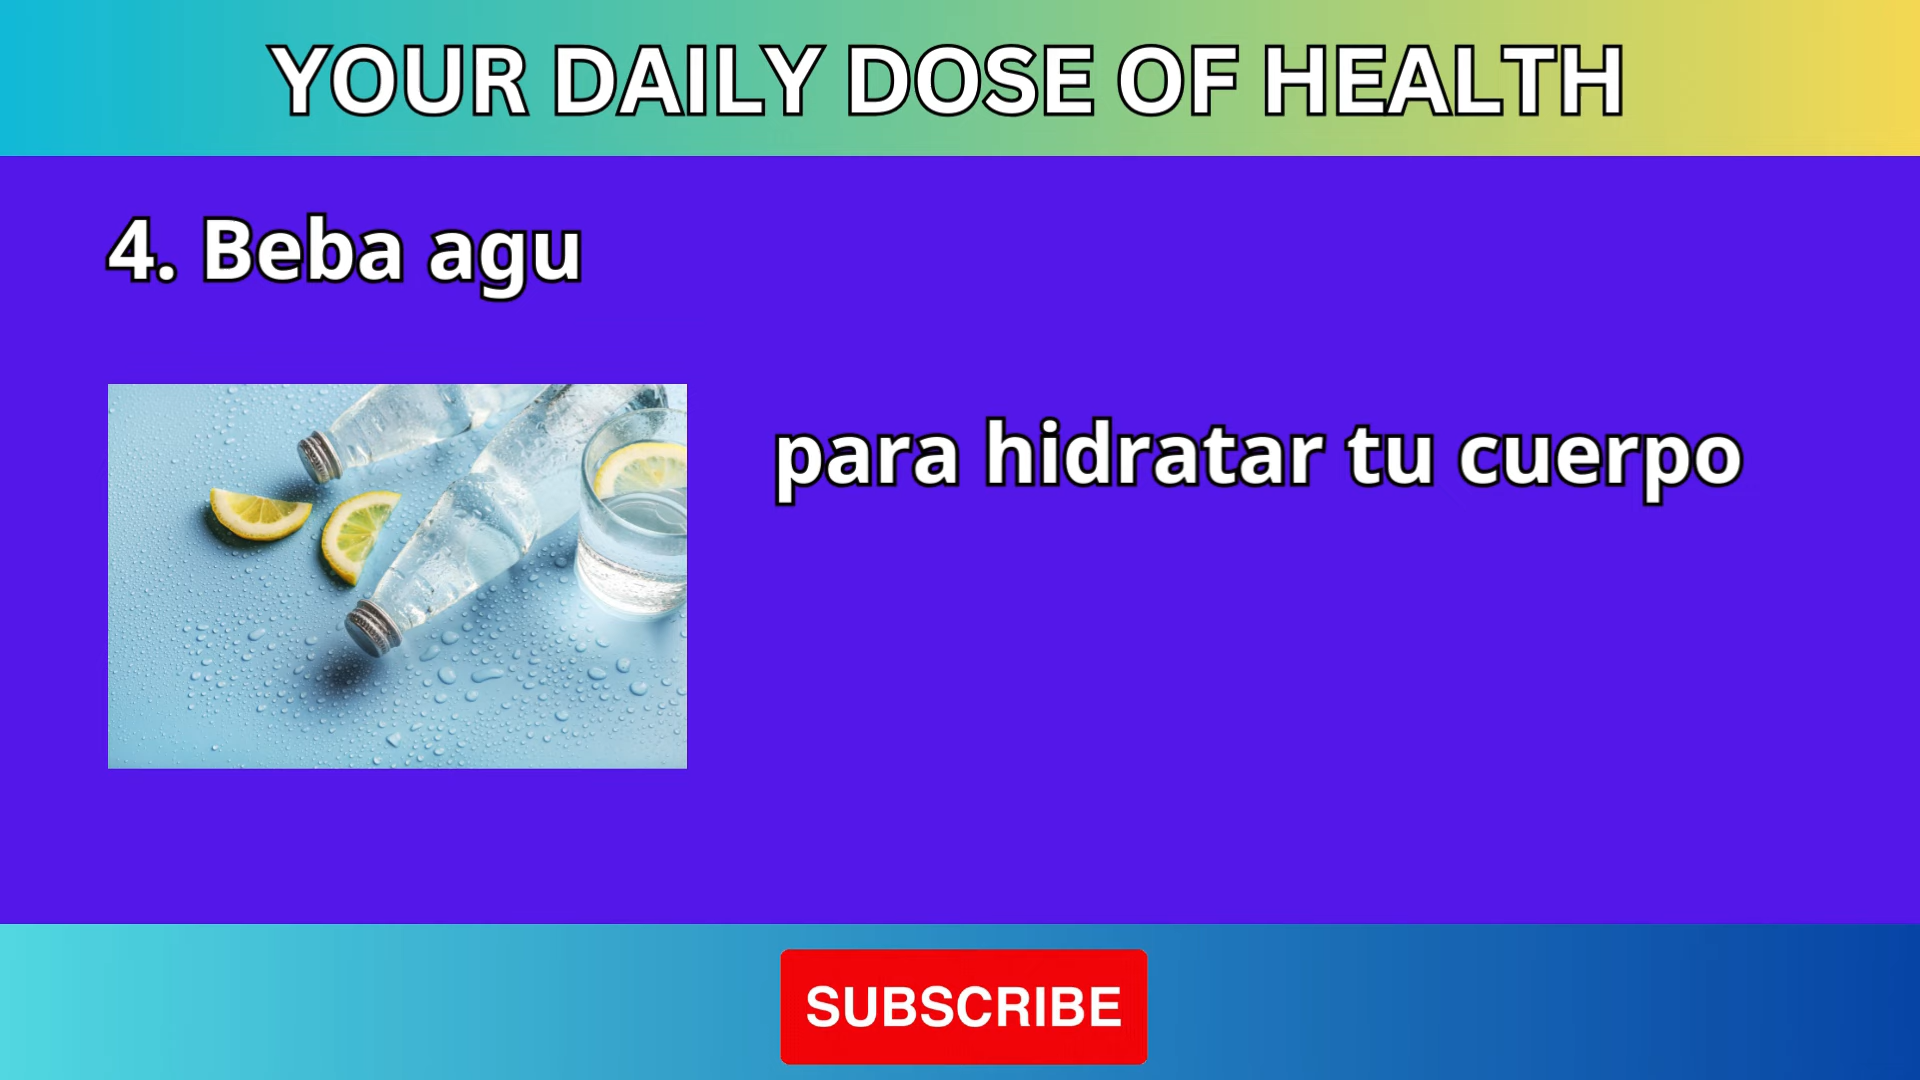 YOUR DAILY DOSE OF HEALTH
4. Beba agu
para hidratar tu cuerpo
SUBSCRIBE